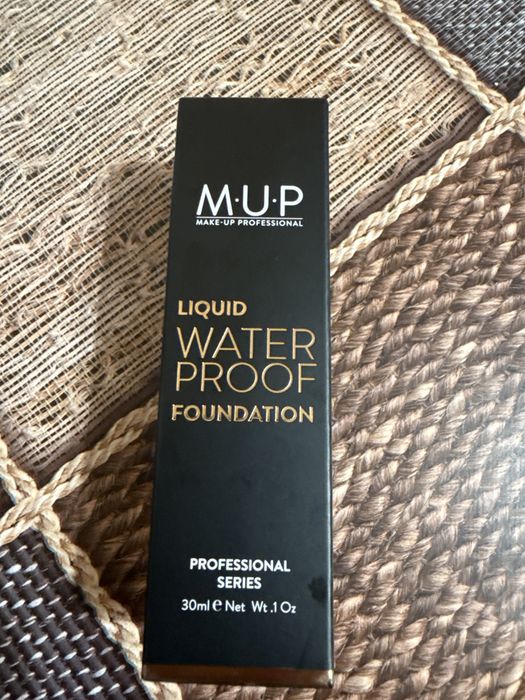 M·U·P
MAKE-UP PROFESSIONAL
LIQUID
WATER
PROOF
FOUNDATION
PROFESSIONAL
SERIES
30ml ℮ Net Wt .1 Oz